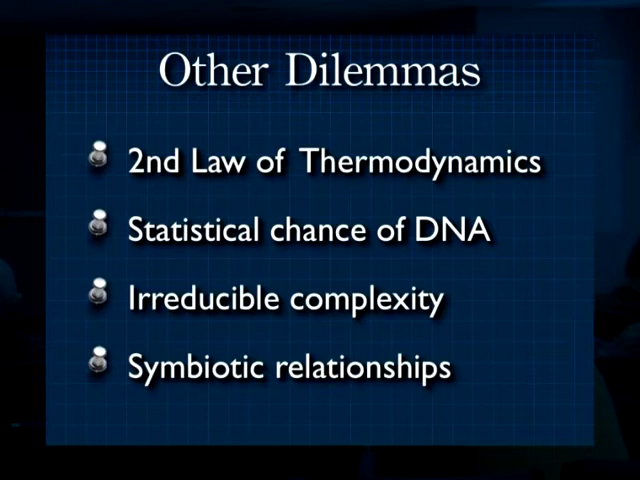 Other Dilemmas
2nd Law of Thermodynamics
Statistical chance of DNA
Irreducible complexity
Symbiotic relationships